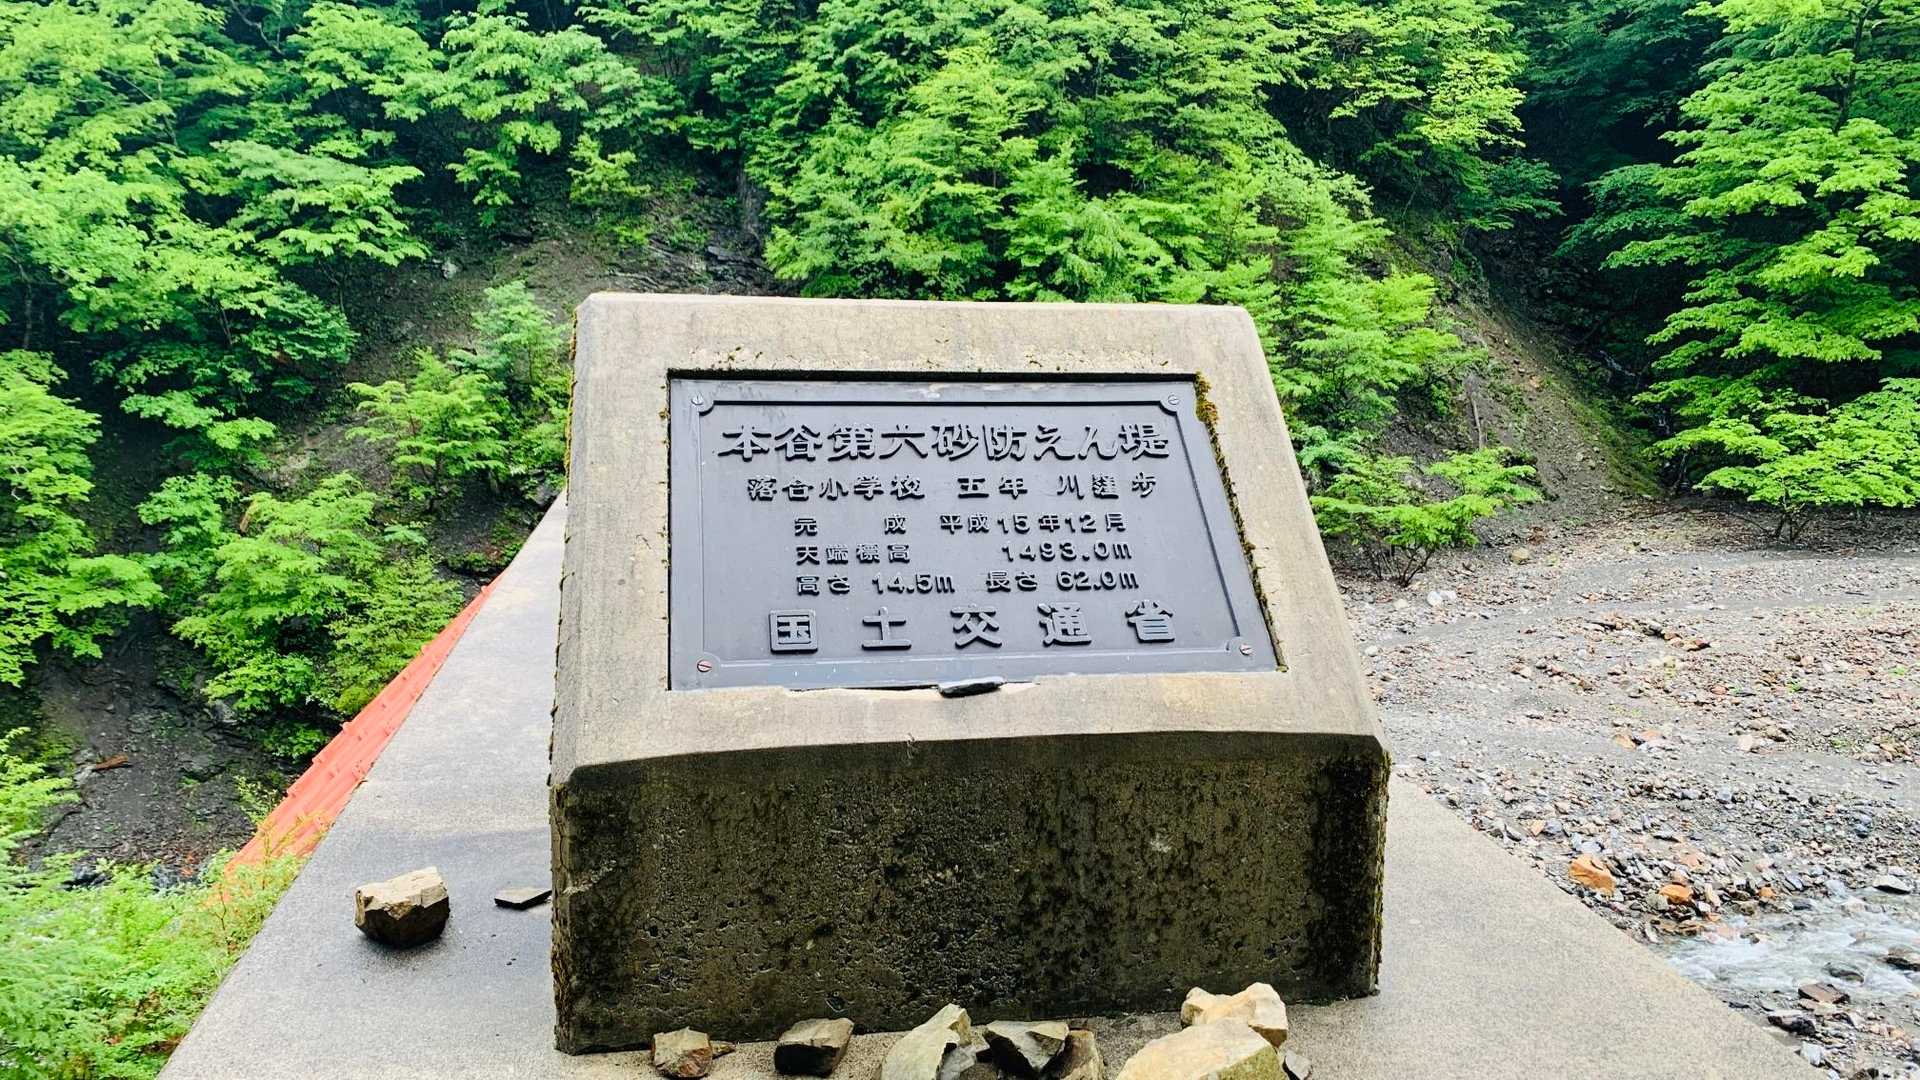 本谷第六砂防えん堤
落合小学校 五年 川窪 歩
完成 平成15年12月
天端標高 1493.0m
高さ 14.5m 長さ 62.0m
国土交通省